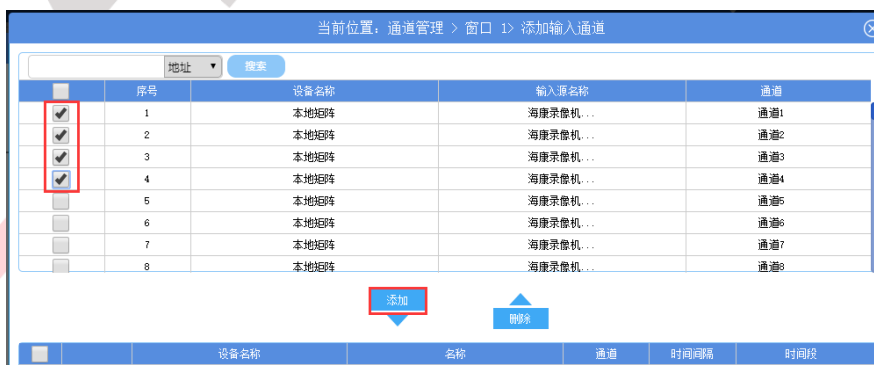 当前位置：通道管理 > 窗口 1> 添加输入通道
地址 搜索
序号 设备名称 输入源名称 通道
1 本地矩阵 海康录像机... 通道1
2 本地矩阵 海康录像机... 通道2
3 本地矩阵 海康录像机... 通道3
4 本地矩阵 海康录像机... 通道4
5 本地矩阵 海康录像机... 通道5
6 本地矩阵 海康录像机... 通道6
7 本地矩阵 海康录像机... 通道7
8 本地矩阵 海康录像机... 通道8
添加
删除
设备名称 名称 通道 时间间隔 时间段